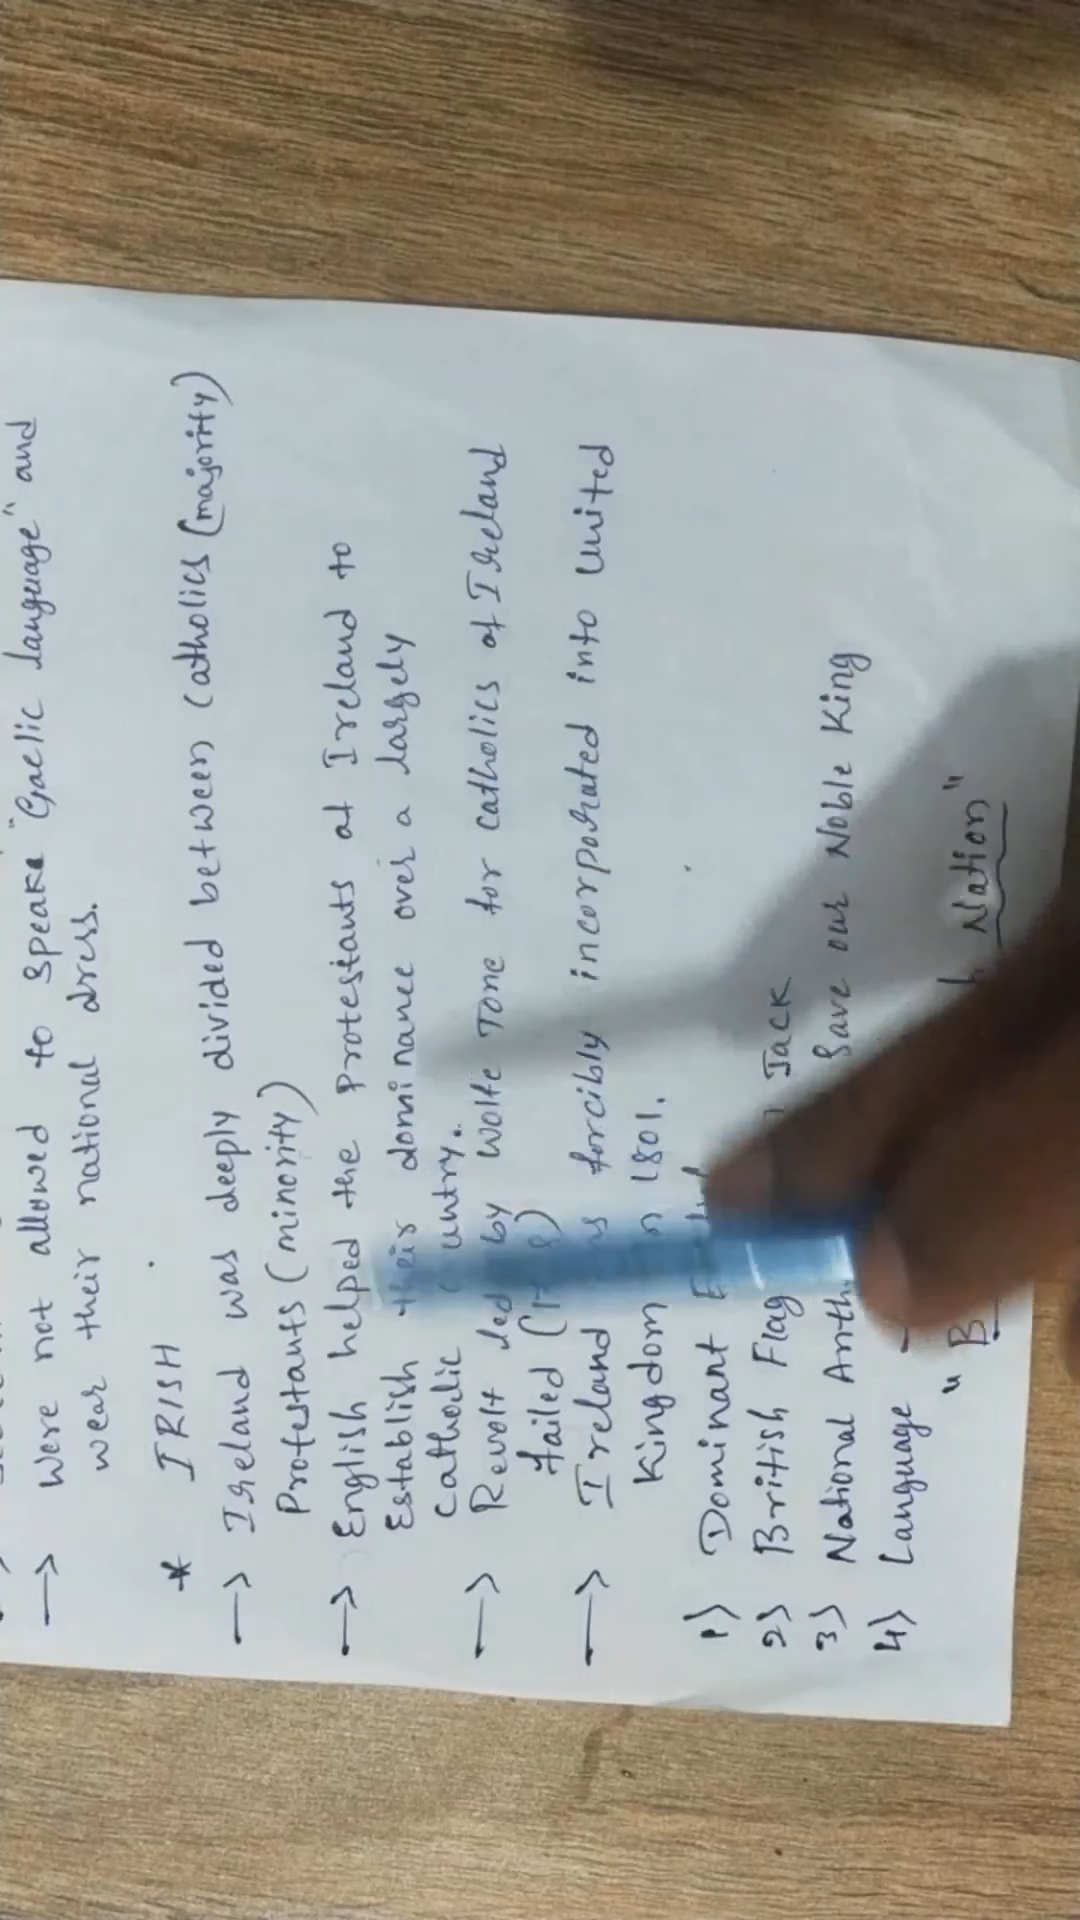 → Were not allowed to speake "Gaelic language" and
wear their national dress.
* IRISH
→ Ireland was deeply divided between Catholics (majority)
Protestants (minority)
→ English helped the Protestants of Ireland to
Establish their dominance over a largely
Catholic
→ Revolt led by Wolfe Tone for Catholics of Ireland
failed
→ Ireland forcibly incorporated into United
Kingdom 1801.
1) Dominant
2) British Flag Jack
3) National Save our Noble King
4) Language
Nation"